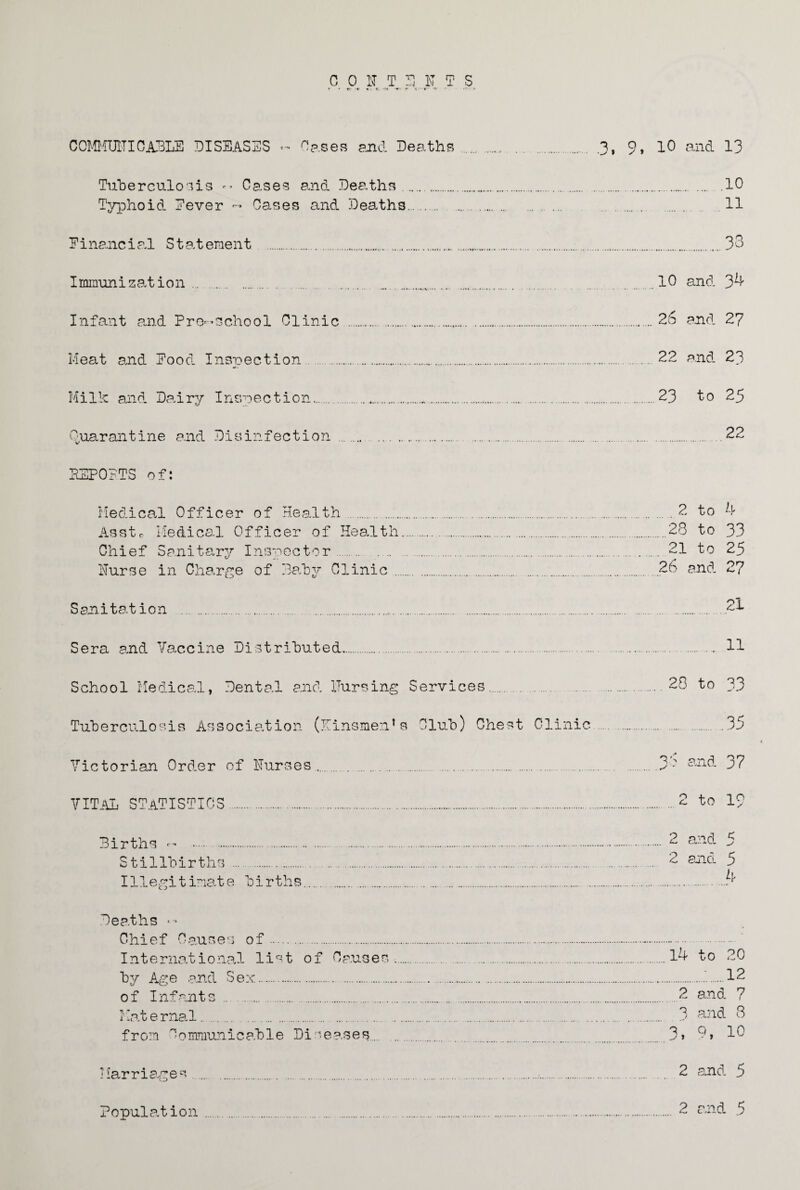 CONTENTS
COMMUNICABLE DISEASES - Cases and Deaths 3, 9, 10 and 13
Tuberculosis - Cases and Deaths 10
Typhoid Fever - Cases and Deaths 11
Financial Statement 38
Immunization 10 and 34
Infant and Pre-school Clinic 26 and 27
Meat and Food Inspection 22 and 23
Milk and Dairy Inspection 23 to 25
Quarantine and Disinfection 22
REPORTS of:
Medical Officer of Health 2 to 4
Asst. Medical Officer of Health 28 to 33
Chief Sanitary Inspector 21 to 25
Nurse in Charge of Baby Clinic 26 and 27
Sanitation 21
Sera and Vaccine Distributed 11
School Medical, Dental and Nursing Services 28 to 33
Tuberculosis Association (Kinsmen's Club) Chest Clinic 35
Victorian Order of Nurses 36 and 37
VITAL STATISTICS 2 to 19
Births - 2 and 5
Stillbirths 2 and 5
Illegitimate births 4
Deaths -
Chief Causes of
International list of Causes 14 to 20
by Age and Sex 12
of Infants 2 and 7
Maternal 3 and 8
from Communicable Diseases 3, 9, 10
Marriages 2 and 5
Population 2 and 5